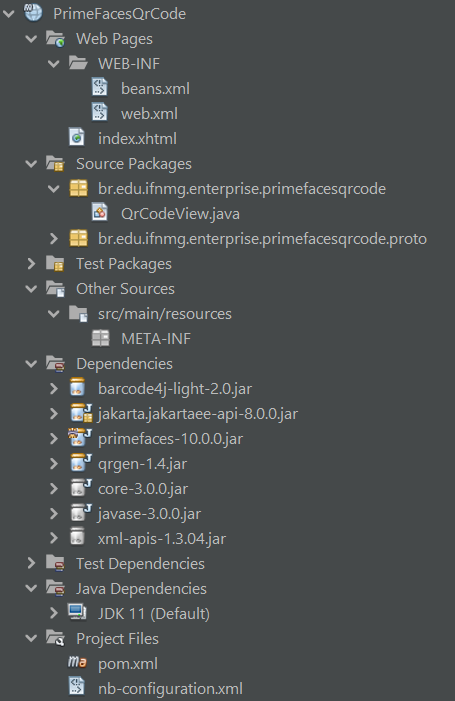 PrimeFacesQrCode
Web Pages
WEB-INF
beans.xml
web.xml
index.xhtml
Source Packages
br.edu.ifnmg.enterprise.primefacesqrcode
QrCodeView.java
br.edu.ifnmg.enterprise.primefacesqrcode.proto
Test Packages
Other Sources
src/main/resources
META-INF
Dependencies
barcode4j-light-2.0.jar
jakarta.jakartaee-api-8.0.0.jar
primefaces-10.0.0.jar
qrgen-1.4.jar
core-3.0.0.jar
javase-3.0.0.jar
xml-apis-1.3.04.jar
Test Dependencies
Java Dependencies
JDK 11 (Default)
Project Files
pom.xml
nb-configuration.xml